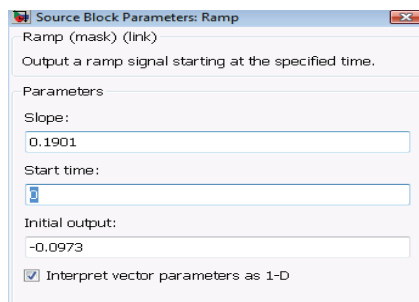 Source Block Parameters: Ramp
Ramp (mask) (link)
Output a ramp signal starting at the specified time.
Parameters
Slope:
0.1901
Start time:
0
Initial output:
-0.0973
Interpret vector parameters as 1-D